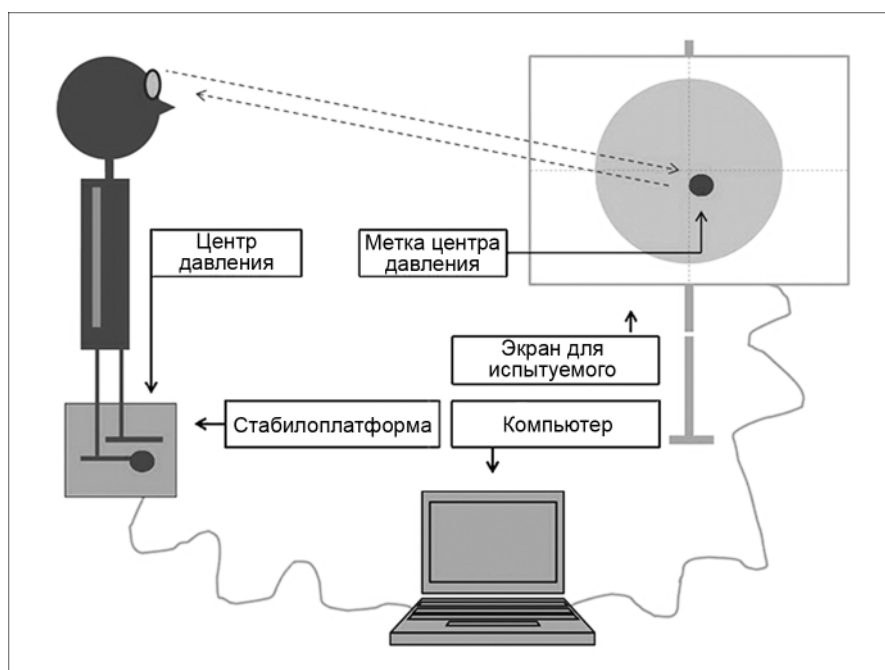 Центр
давления
Метка центра
давления
Экран для
испытуемого
Стабилоплатформа
Компьютер